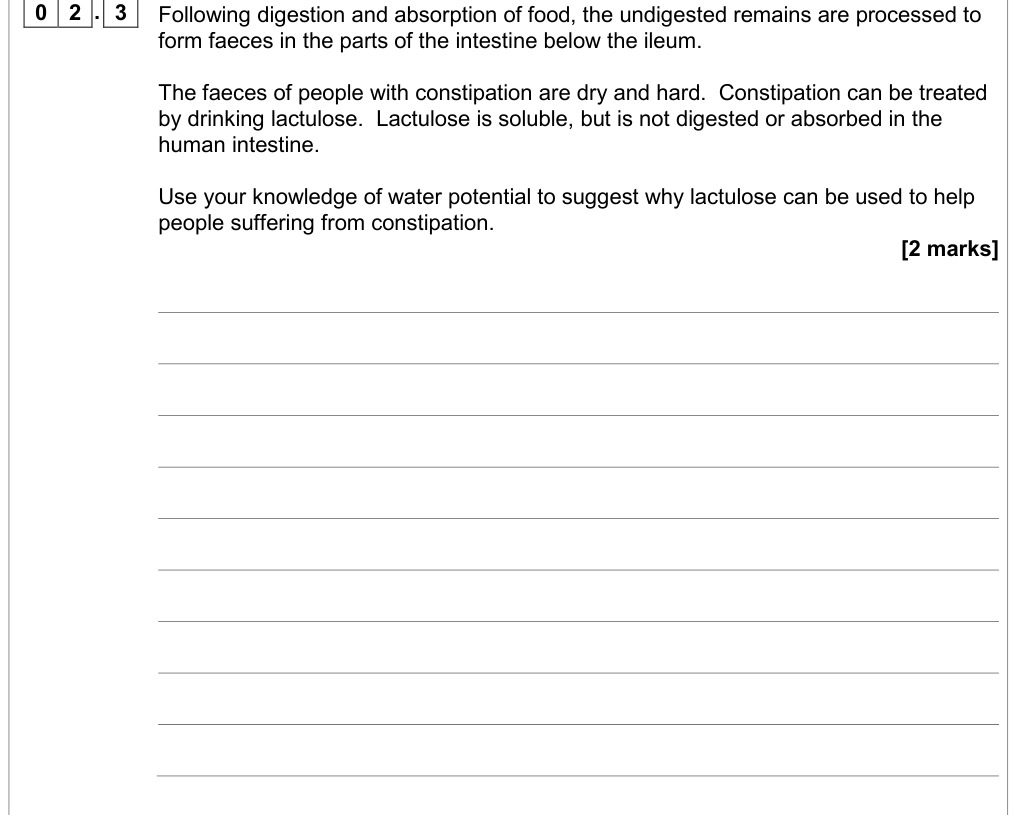 0 2 . 3 Following digestion and absorption of food, the undigested remains are processed to
form faeces in the parts of the intestine below the ileum.
The faeces of people with constipation are dry and hard. Constipation can be treated
by drinking lactulose. Lactulose is soluble, but is not digested or absorbed in the
human intestine.
Use your knowledge of water potential to suggest why lactulose can be used to help
people suffering from constipation.
[2 marks]